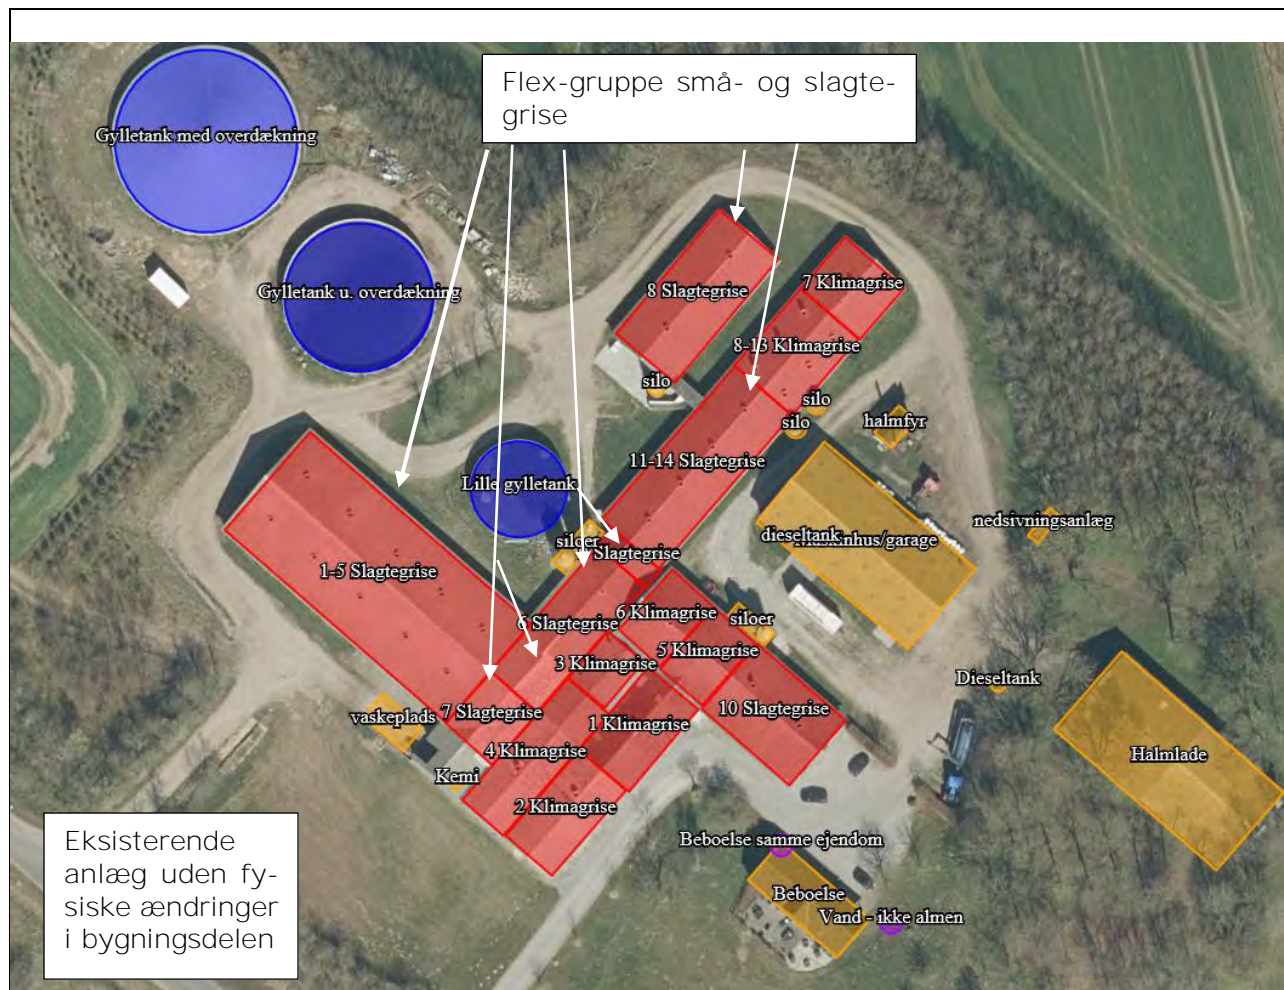 Flex-gruppe små- og slagte-
grise
Gylletank med overdækning
Gylletank u. overdækning
8 Slagtegrise
7 Klimagrise
8-13 Klimagrise
silo
silo
silo
halmfyr
11-14 Slagtegrise
Lille gylletank
siloer
Slagtegrise
dieseltank
Maskinhus/garage
nedsivningsanlæg
1-5 Slagtegrise
6 Slagtegrise
6 Klimagrise
siloer
3 Klimagrise
5 Klimagrise
Dieseltank
vaskeplads
7 Slagtegrise
1 Klimagrise
10 Slagtegrise
4 Klimagrise
Halmlade
Kemi
2 Klimagrise
Beboelse samme ejendom
Beboelse
Vand - ikke almen
Eksisterende
anlæg uden fy-
siske ændringer
i bygningsdelen